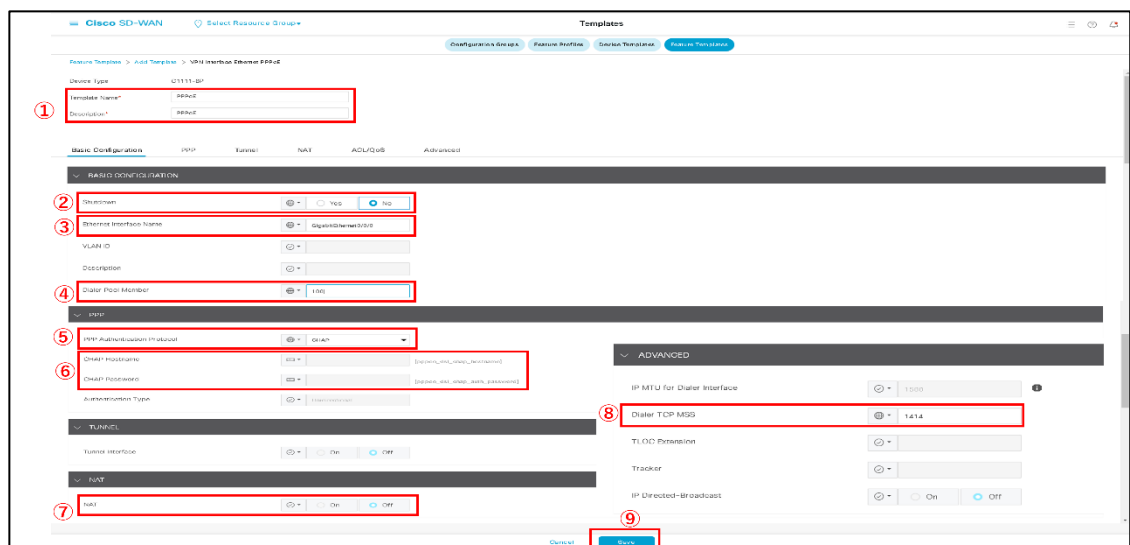 Cisco SD-WAN
Select Resource Group
Templates
Configuration Groups
Feature Profiles
Device Templates
Feature Templates
Feature Template > Add Template > VPN Interface Ethernet PPPoE
Device Type
C1111-8P
①
Template Name*
PPPoE
Description*
PPPoE
Basic Configuration
PPP
Tunnel
NAT
ACL/QoS
Advanced
BASIC CONFIGURATION
②
Shutdown
Yes
No
③
Ethernet Interface Name
GigabitEthernet0/0/0
VLAN ID
Description
④
Dialer Pool Member
100
PPP
⑤
PPP Authentication Protocol
CHAP
⑥
CHAP Hostname
CHAP Password
Authentication Type
TUNNEL
Tunnel Interface
On
Off
NAT
⑦
NAT
On
Off
ADVANCED
IP MTU for Dialer Interface
1500
⑧
Dialer TCP MSS
1414
TLOC Extension
Tracker
IP Directed-Broadcast
On
Off
⑨
Cancel
Save